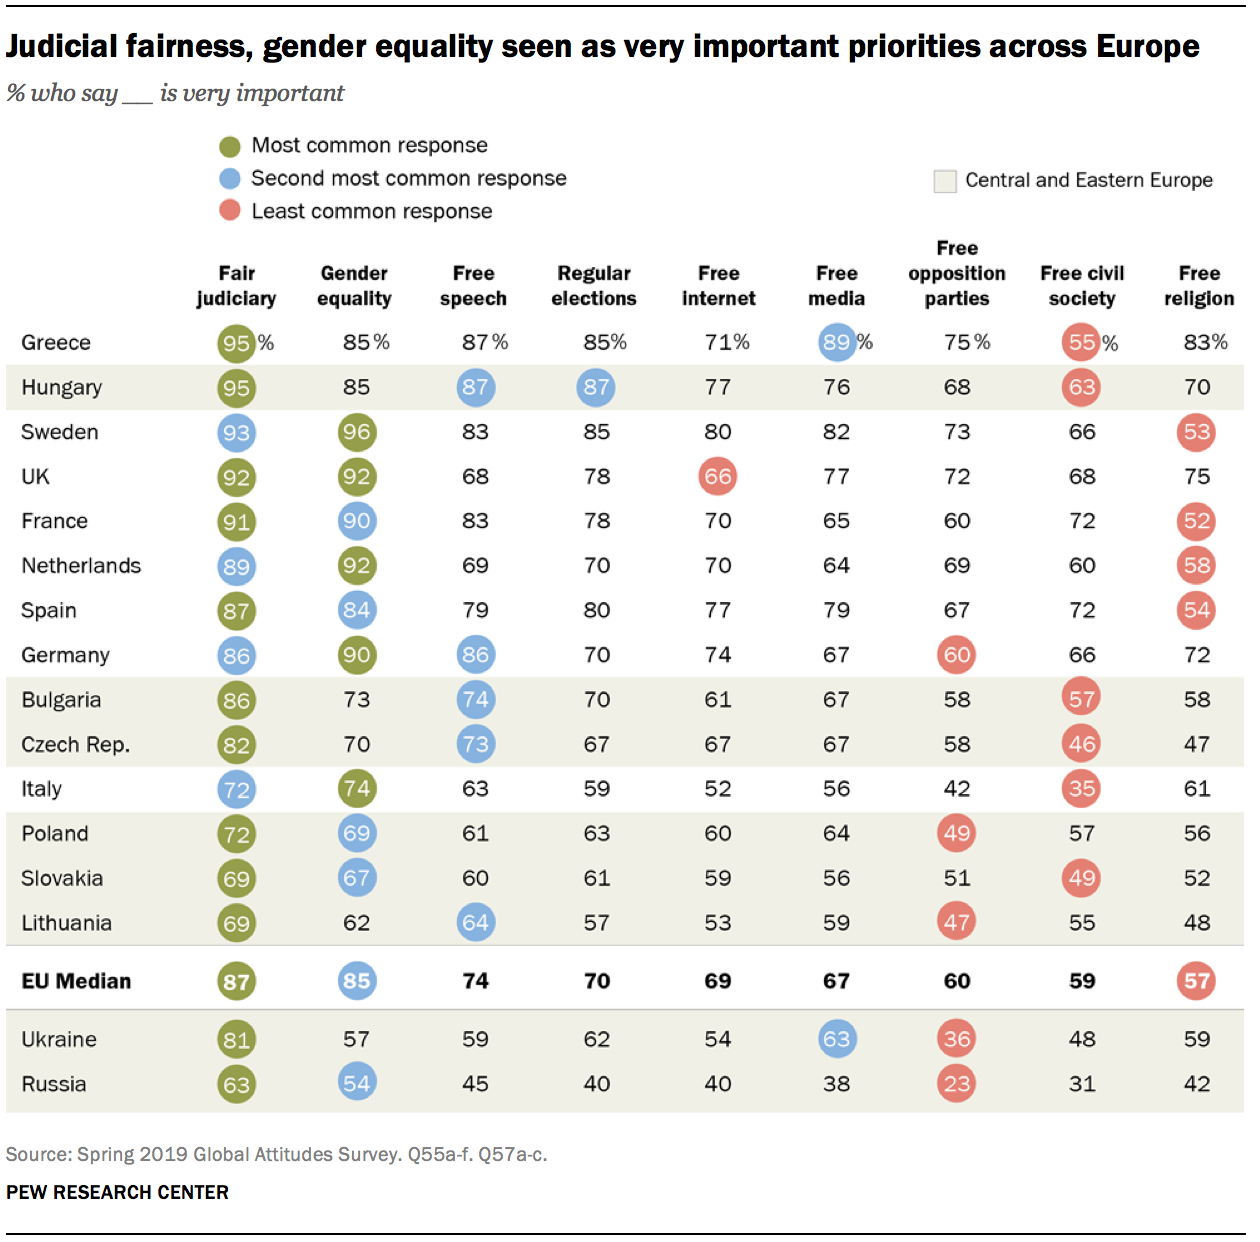 Judicial fairness, gender equality seen as very important priorities across Europe
% who say __ is very important
Most common response
Second most common response
Least common response
Central and Eastern Europe
Fair judiciary Gender equality Free speech Regular elections Free internet Free media Free opposition parties Free civil society Free religion
Greece 95% 85% 87% 85% 71% 89% 75% 55% 83%
Hungary 95 85 87 87 77 76 68 63 70
Sweden 93 96 83 85 80 82 73 66 53
UK 92 92 68 78 66 77 72 68 75
France 91 90 83 78 70 65 60 72 52
Netherlands 89 92 69 70 70 64 69 60 58
Spain 87 84 79 80 77 79 67 72 54
Germany 86 90 86 70 74 67 60 66 72
Bulgaria 86 73 74 70 61 67 58 57 58
Czech Rep. 82 70 73 67 67 67 58 46 47
Italy 72 74 63 59 52 56 42 35 61
Poland 72 69 61 63 60 64 49 57 56
Slovakia 69 67 60 61 59 56 51 49 52
Lithuania 69 62 64 57 53 59 47 55 48
EU Median 87 85 74 70 69 67 60 59 57
Ukraine 81 57 59 62 54 63 36 48 59
Russia 63 54 45 40 40 38 23 31 42
Source: Spring 2019 Global Attitudes Survey. Q55a-f. Q57a-c.
PEW RESEARCH CENTER